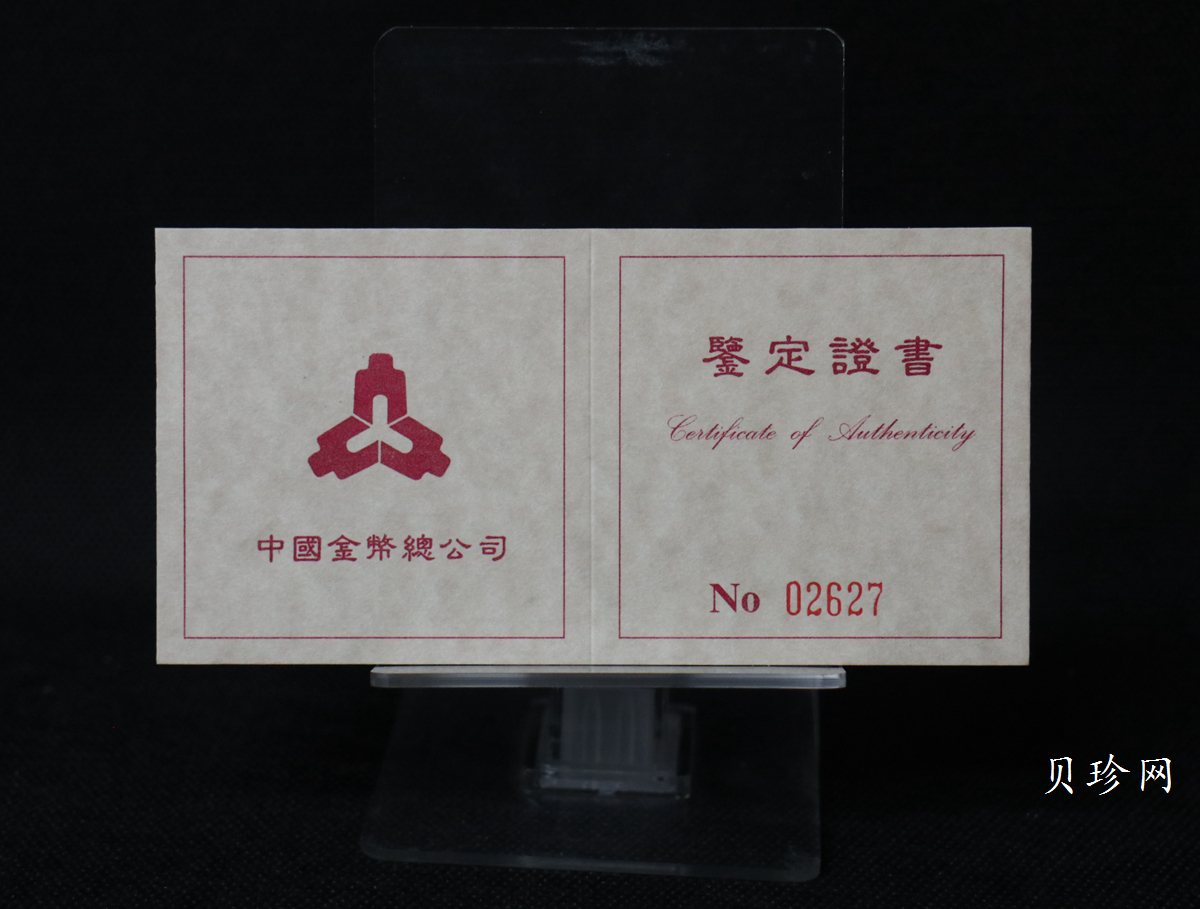 中國金幣總公司
鑒定證書
Certificate of Authenticity
No 02627
贝珍网